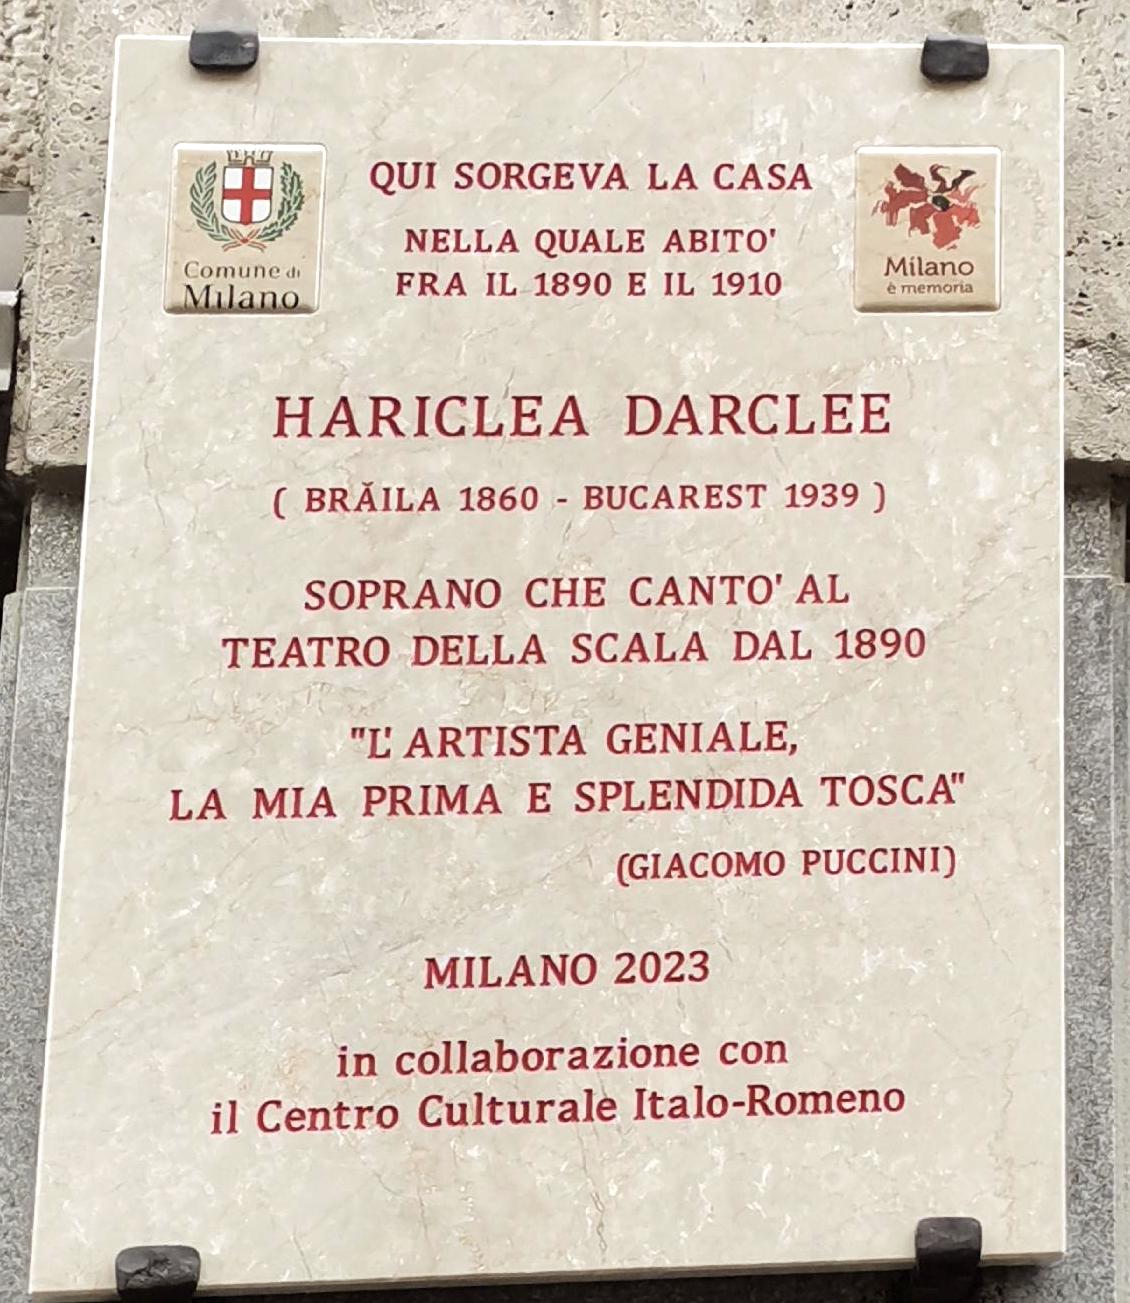 Comune di
Milano
QUI SORGEVA LA CASA
NELLA QUALE ABITO'
FRA IL 1890 E IL 1910
Milano
è memoria
HARICLEA DARCLEE
( BRĂILA 1860 - BUCAREST 1939 )
SOPRANO CHE CANTO' AL
TEATRO DELLA SCALA DAL 1890
"L' ARTISTA GENIALE,
LA MIA PRIMA E SPLENDIDA TOSCA"
(GIACOMO PUCCINI)
MILANO 2023
in collaborazione con
il Centro Culturale Italo-Romeno